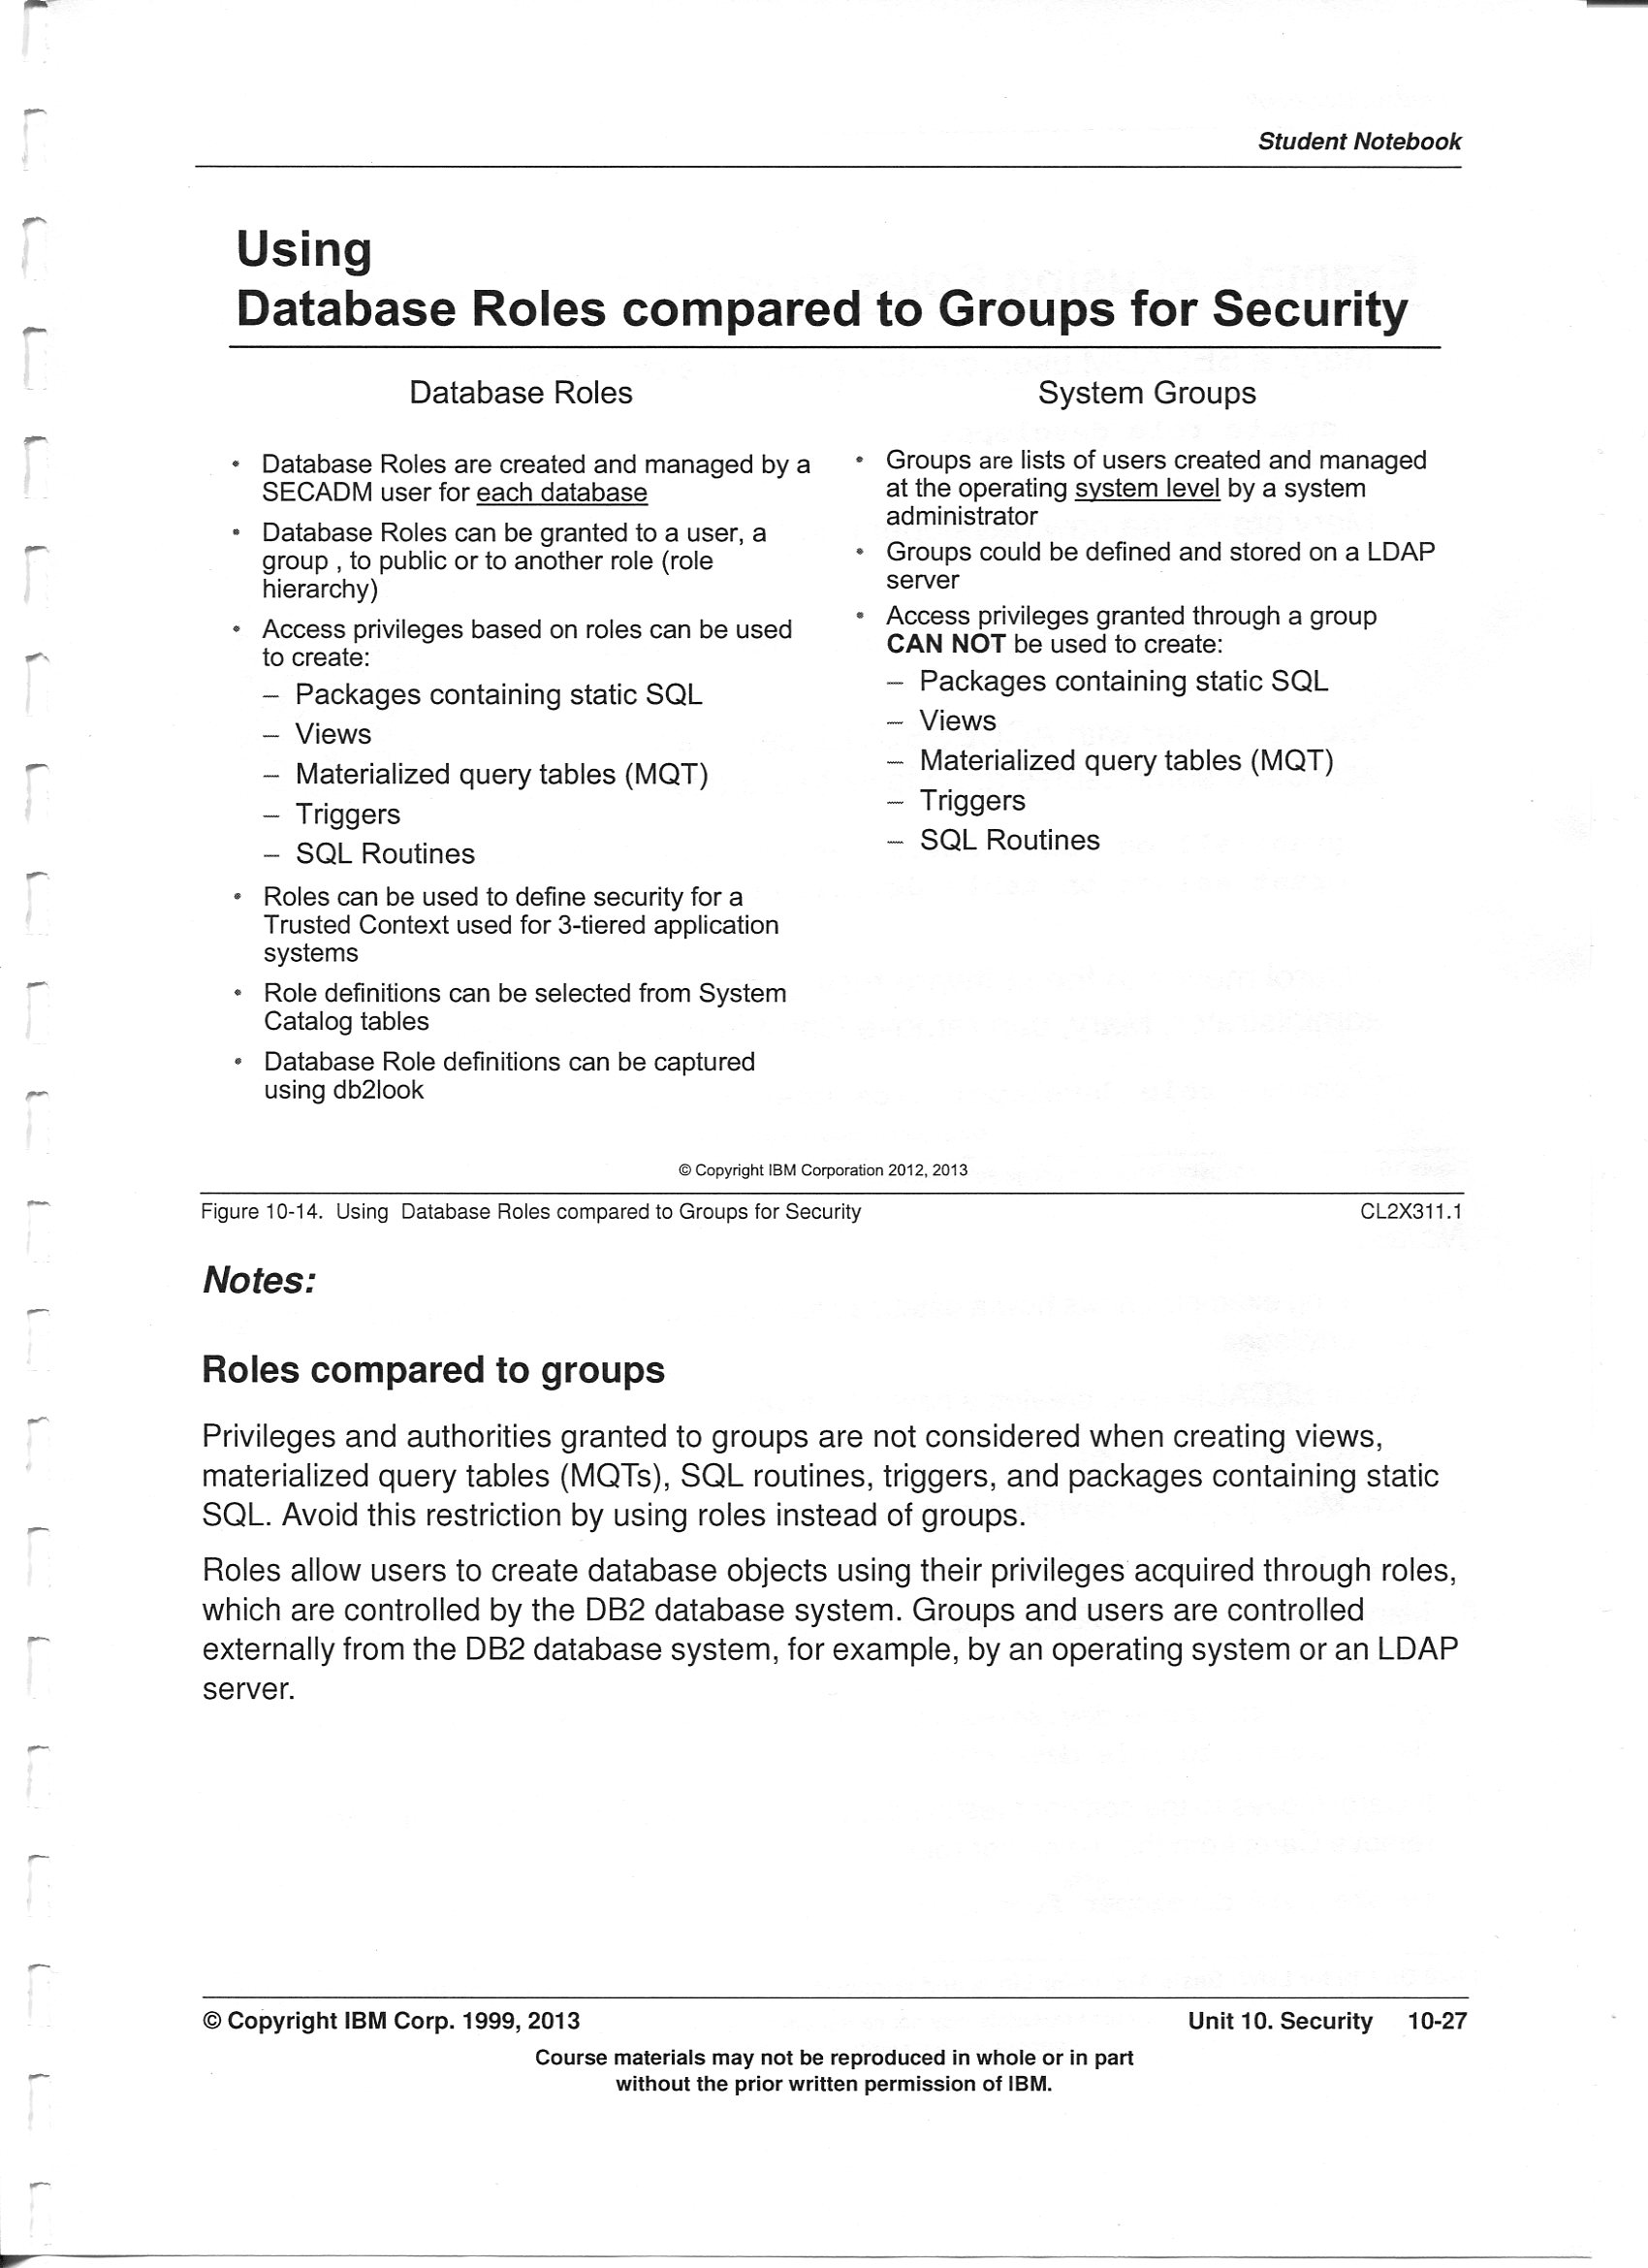 Student Notebook
Using
Database Roles compared to Groups for Security
Database Roles
• Database Roles are created and managed by a
SECADM user for each database
• Database Roles can be granted to a user, a
group , to public or to another role (role
hierarchy)
• Access privileges based on roles can be used
to create:
– Packages containing static SQL
– Views
– Materialized query tables (MQT)
– Triggers
– SQL Routines
• Roles can be used to define security for a
Trusted Context used for 3-tiered application
systems
• Role definitions can be selected from System
Catalog tables
• Database Role definitions can be captured
using db2look
System Groups
• Groups are lists of users created and managed
at the operating system level by a system
administrator
• Groups could be defined and stored on a LDAP
server
• Access privileges granted through a group
CAN NOT be used to create:
– Packages containing static SQL
– Views
– Materialized query tables (MQT)
– Triggers
– SQL Routines
© Copyright IBM Corporation 2012, 2013
Figure 10-14. Using Database Roles compared to Groups for Security CL2X311.1
Notes:
Roles compared to groups
Privileges and authorities granted to groups are not considered when creating views,
materialized query tables (MQTs), SQL routines, triggers, and packages containing static
SQL. Avoid this restriction by using roles instead of groups.
Roles allow users to create database objects using their privileges acquired through roles,
which are controlled by the DB2 database system. Groups and users are controlled
externally from the DB2 database system, for example, by an operating system or an LDAP
server.
© Copyright IBM Corp. 1999, 2013 Unit 10. Security 10-27
Course materials may not be reproduced in whole or in part
without the prior written permission of IBM.